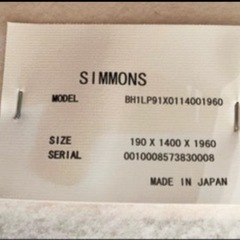 SIMMONS
MODEL BH1LP91X0114001960
SIZE 190 X 1400 X 1960
SERIAL 0010008573830008
MADE IN JAPAN